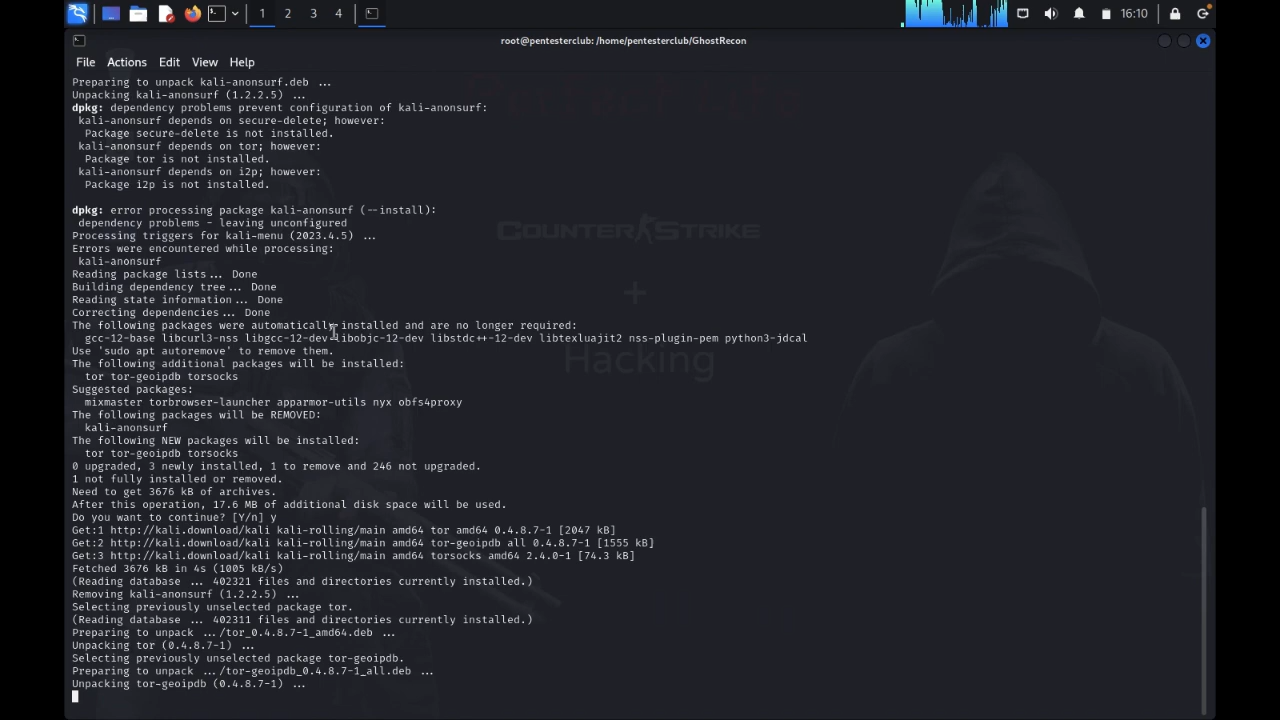 1 2 3 4 16:10
root@pentesterclub: /home/pentesterclub/GhostRecon
File Actions Edit View Help
Preparing to unpack kali-anonsurf.deb ...
Unpacking kali-anonsurf (1.2.2.5) ...
dpkg: dependency problems prevent configuration of kali-anonsurf:
kali-anonsurf depends on secure-delete; however:
Package secure-delete is not installed.
kali-anonsurf depends on tor; however:
Package tor is not installed.
kali-anonsurf depends on i2p; however:
Package i2p is not installed.
dpkg: error processing package kali-anonsurf (--install):
dependency problems - leaving unconfigured
Processing triggers for kali-menu (2023.4.5) ...
Errors were encountered while processing:
kali-anonsurf
Reading package lists... Done
Building dependency tree... Done
Reading state information... Done
Correcting dependencies... Done
The following packages were automatically installed and are no longer required:
gcc-12-base libcurl3-nss libgcc-12-dev libobjc-12-dev libstdc++-12-dev libtexluajit2 nss-plugin-pem python3-jdcal
Use 'sudo apt autoremove' to remove them.
The following additional packages will be installed:
tor tor-geoipdb torsocks
Suggested packages:
mixmaster torbrowser-launcher apparmor-utils nyx obfs4proxy
The following packages will be REMOVED:
kali-anonsurf
The following NEW packages will be installed:
tor tor-geoipdb torsocks
0 upgraded, 3 newly installed, 1 to remove and 246 not upgraded.
1 not fully installed or removed.
Need to get 3676 kB of archives.
After this operation, 17.6 MB of additional disk space will be used.
Do you want to continue? [Y/n] y
Get:1 http://kali.download/kali kali-rolling/main amd64 tor amd64 0.4.8.7-1 [2047 kB]
Get:2 http://kali.download/kali kali-rolling/main amd64 tor-geoipdb all 0.4.8.7-1 [1555 kB]
Get:3 http://kali.download/kali kali-rolling/main amd64 torsocks amd64 2.4.0-1 [74.3 kB]
Fetched 3676 kB in 4s (1005 kB/s)
(Reading database ... 402321 files and directories currently installed.)
Removing kali-anonsurf (1.2.2.5) ...
Selecting previously unselected package tor.
(Reading database ... 402311 files and directories currently installed.)
Preparing to unpack .../tor_0.4.8.7-1_amd64.deb ...
Unpacking tor (0.4.8.7-1) ...
Selecting previously unselected package tor-geoipdb.
Preparing to unpack .../tor-geoipdb_0.4.8.7-1_all.deb ...
Unpacking tor-geoipdb (0.4.8.7-1) ...
COUNTER STRIKE
+
Hacking